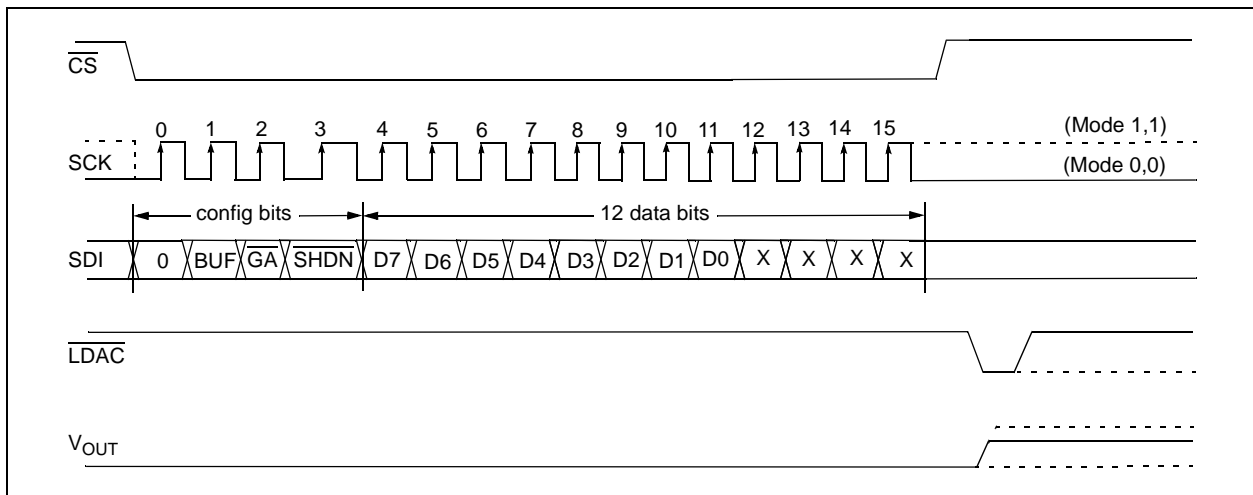 CS
0 1 2 3 4 5 6 7 8 9 10 11 12 13 14 15
(Mode 1,1)
SCK
(Mode 0,0)
config bits
12 data bits
SDI 0 BUF GA SHDN D7 D6 D5 D4 D3 D2 D1 D0 X X X X
LDAC
VOUT